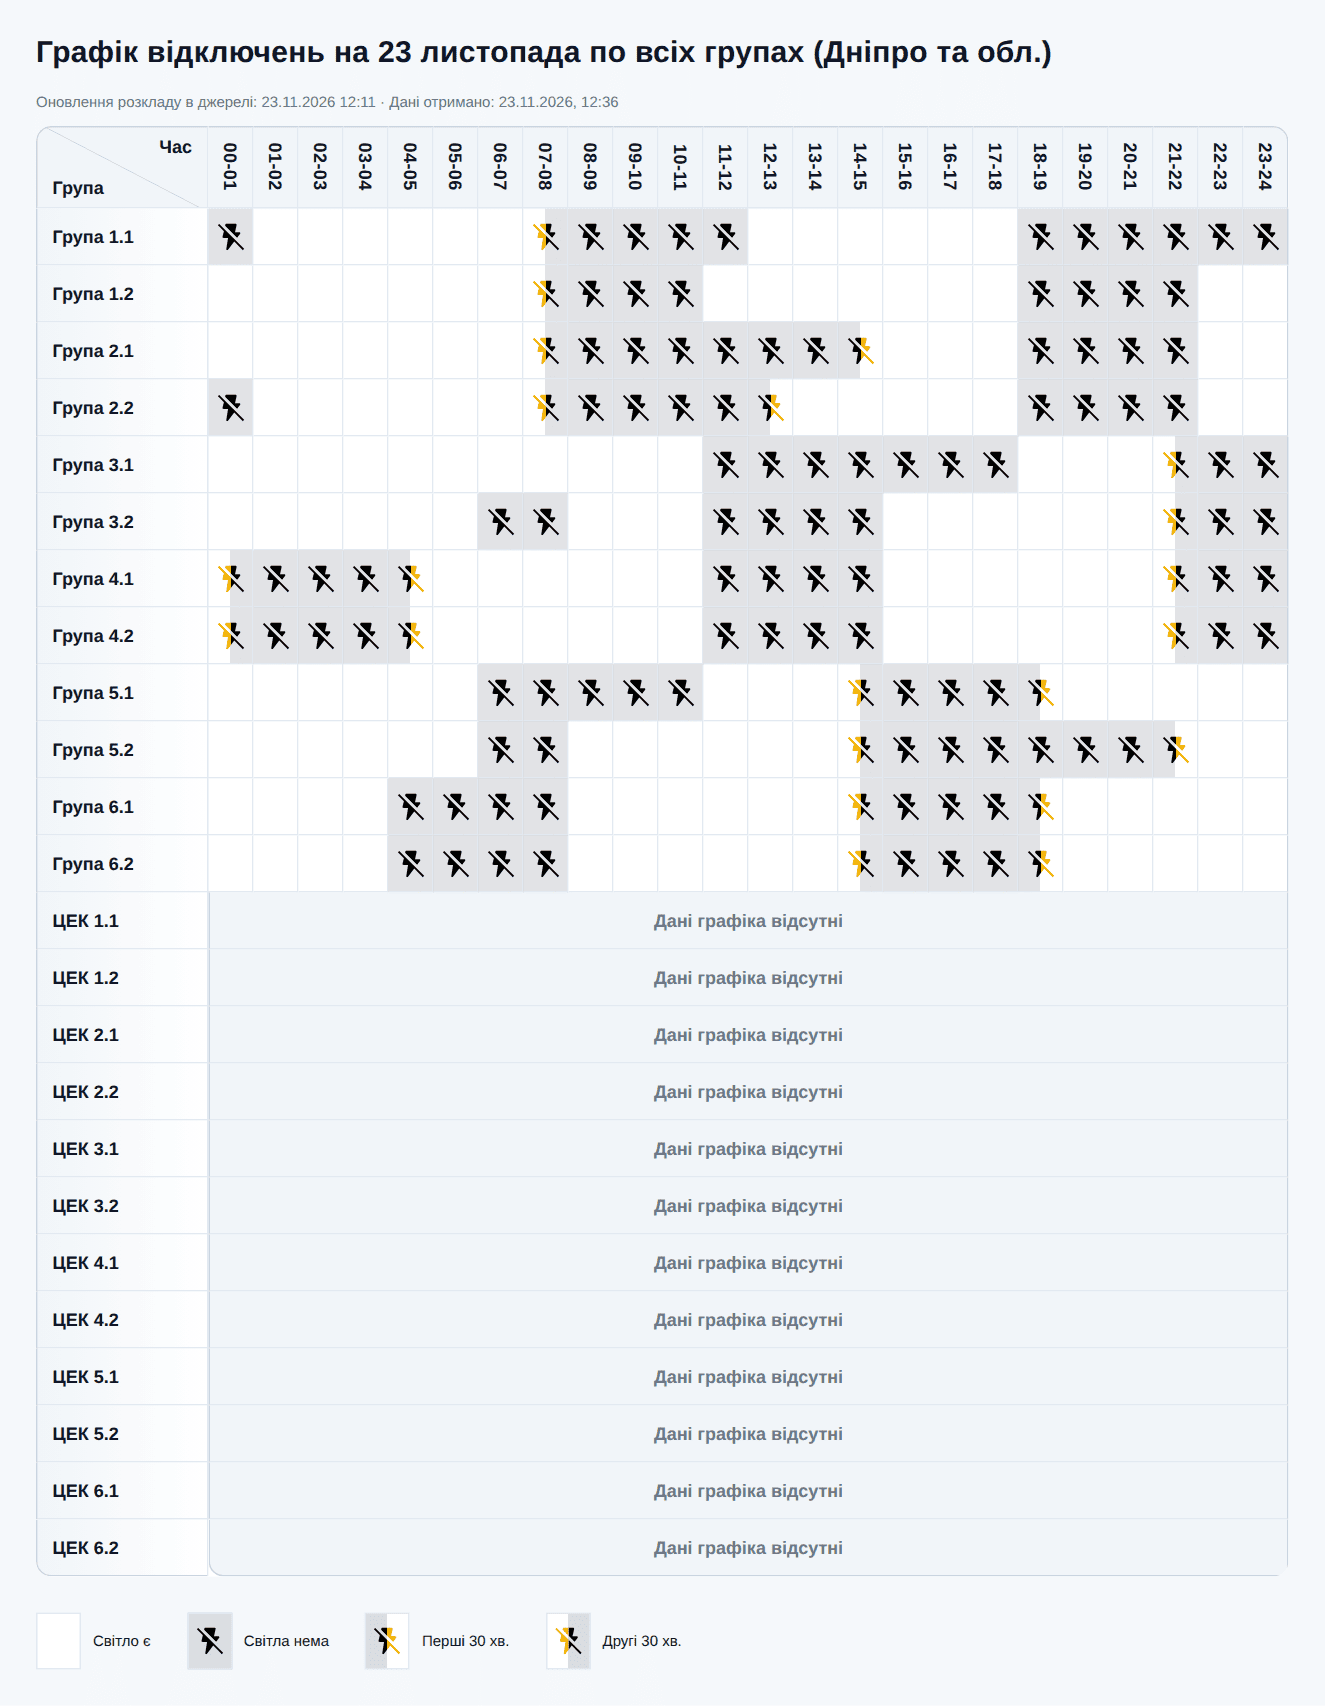 Графік відключень на 23 листопада по всіх групах (Дніпро та обл.)
Оновлення розкладу в джерелі: 23.11.2026 12:11 · Дані отримано: 23.11.2026, 12:36
Час
Група
00-01 01-02 02-03 03-04 04-05 05-06 06-07 07-08 08-09 09-10 10-11 11-12 12-13 13-14 14-15 15-16 16-17 17-18 18-19 19-20 20-21 21-22 22-23 23-24
Група 1.1
Група 1.2
Група 2.1
Група 2.2
Група 3.1
Група 3.2
Група 4.1
Група 4.2
Група 5.1
Група 5.2
Група 6.1
Група 6.2
ЦЕК 1.1 Дані графіка відсутні
ЦЕК 1.2 Дані графіка відсутні
ЦЕК 2.1 Дані графіка відсутні
ЦЕК 2.2 Дані графіка відсутні
ЦЕК 3.1 Дані графіка відсутні
ЦЕК 3.2 Дані графіка відсутні
ЦЕК 4.1 Дані графіка відсутні
ЦЕК 4.2 Дані графіка відсутні
ЦЕК 5.1 Дані графіка відсутні
ЦЕК 5.2 Дані графіка відсутні
ЦЕК 6.1 Дані графіка відсутні
ЦЕК 6.2 Дані графіка відсутні
Світло є Світла нема Перші 30 хв. Другі 30 хв.